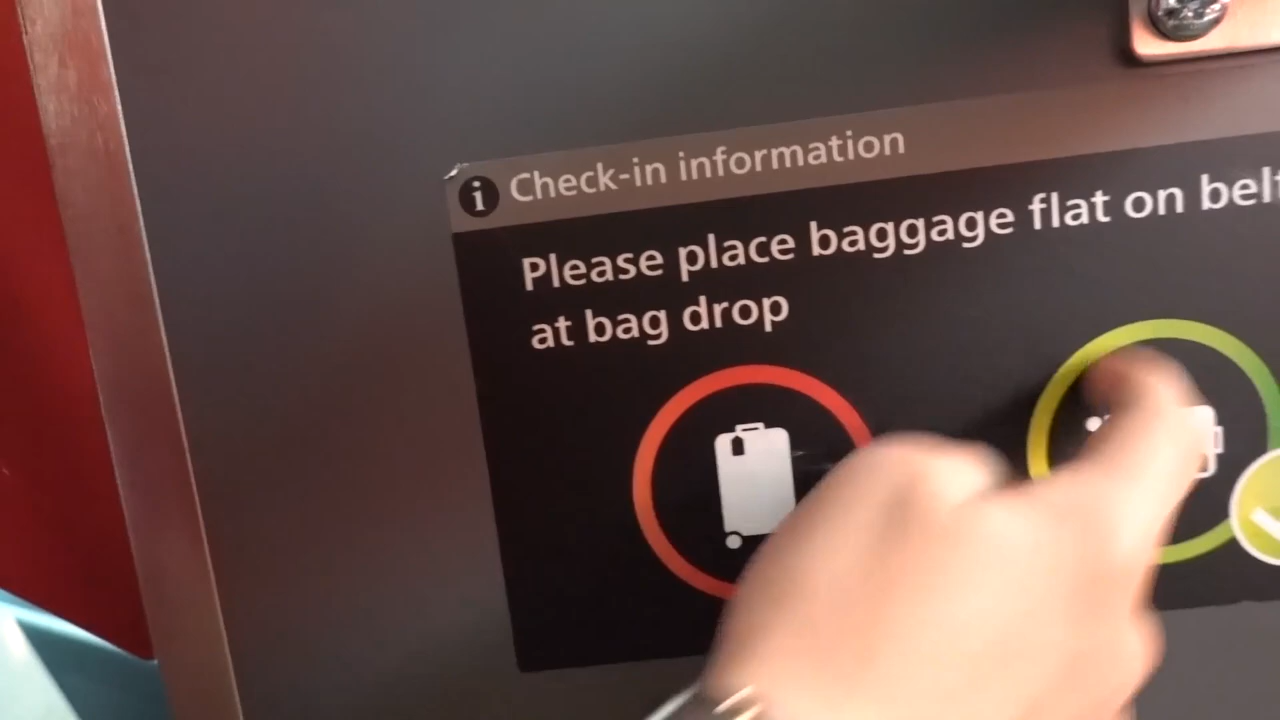 i Check-in information
Please place baggage flat on belt
at bag drop